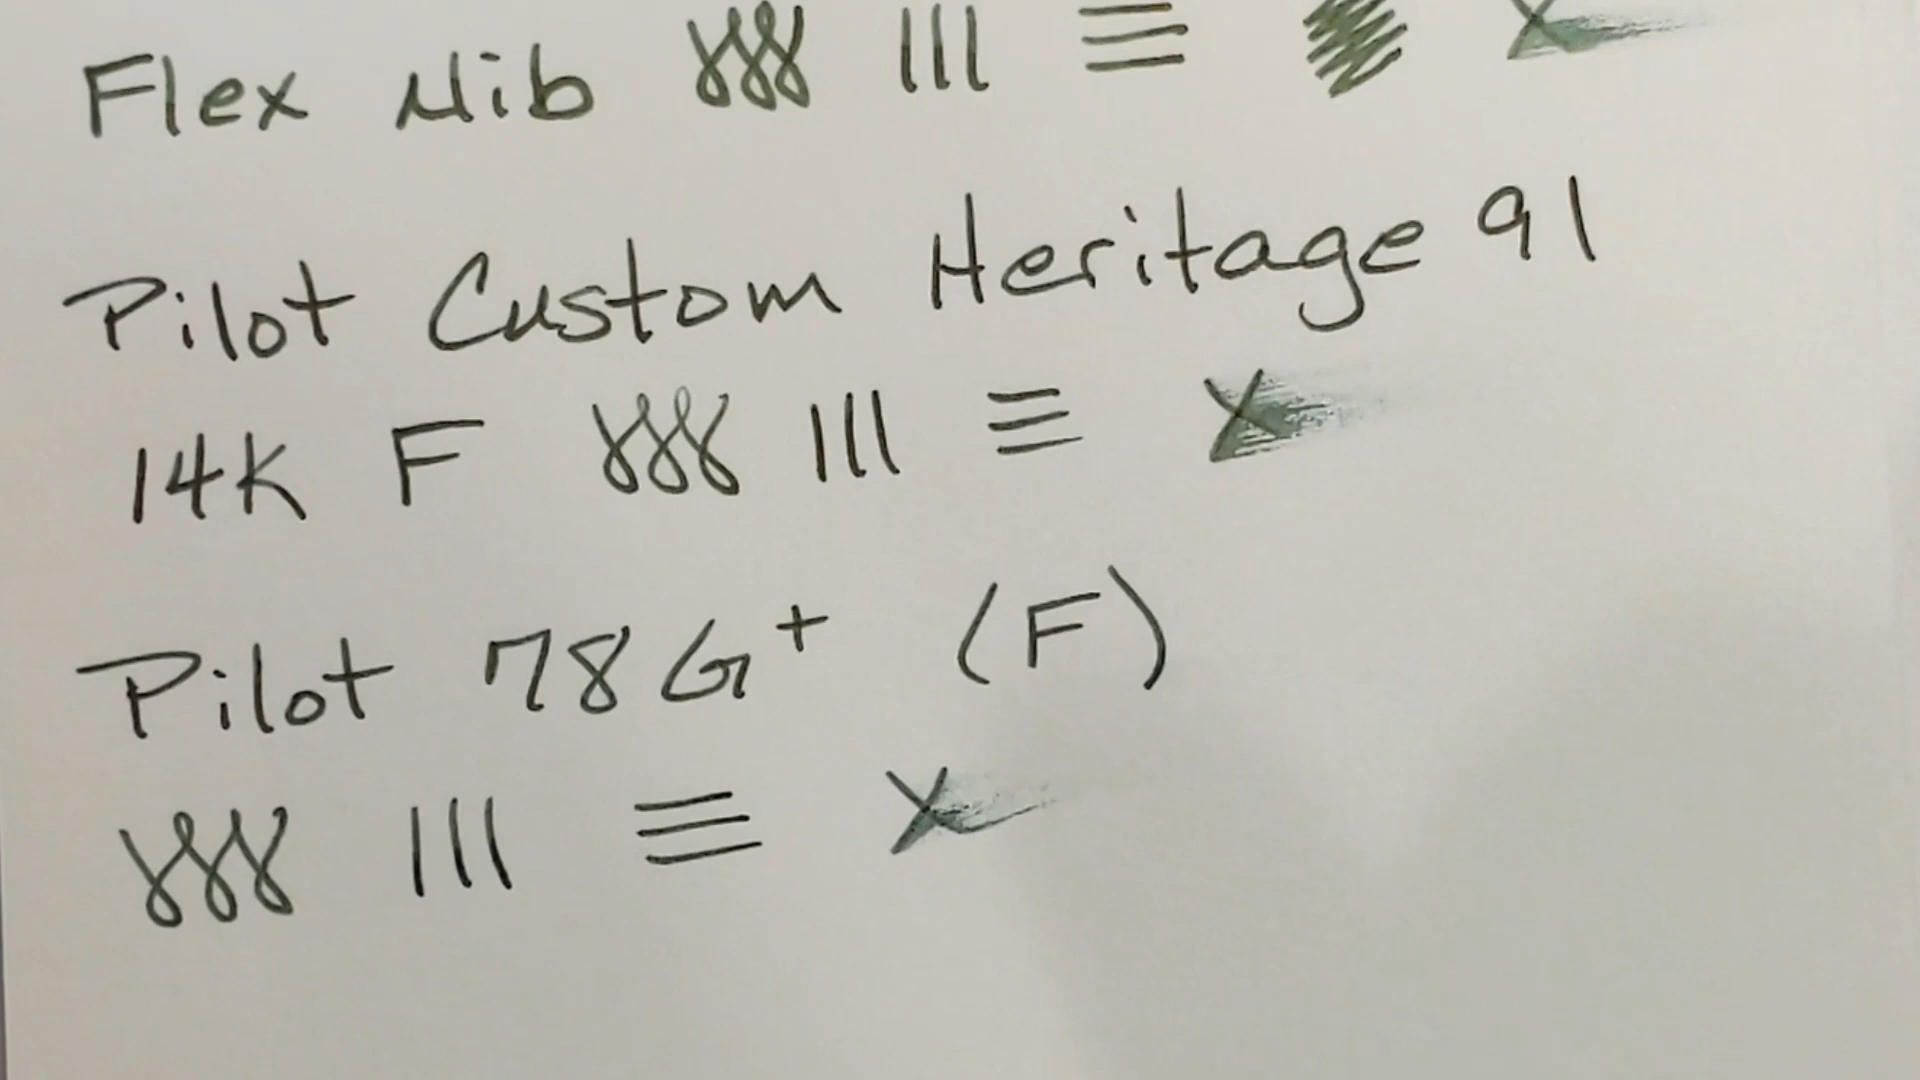 Flex Nib
Pilot Custom Heritage 91
14K F
Pilot 78G+ (F)